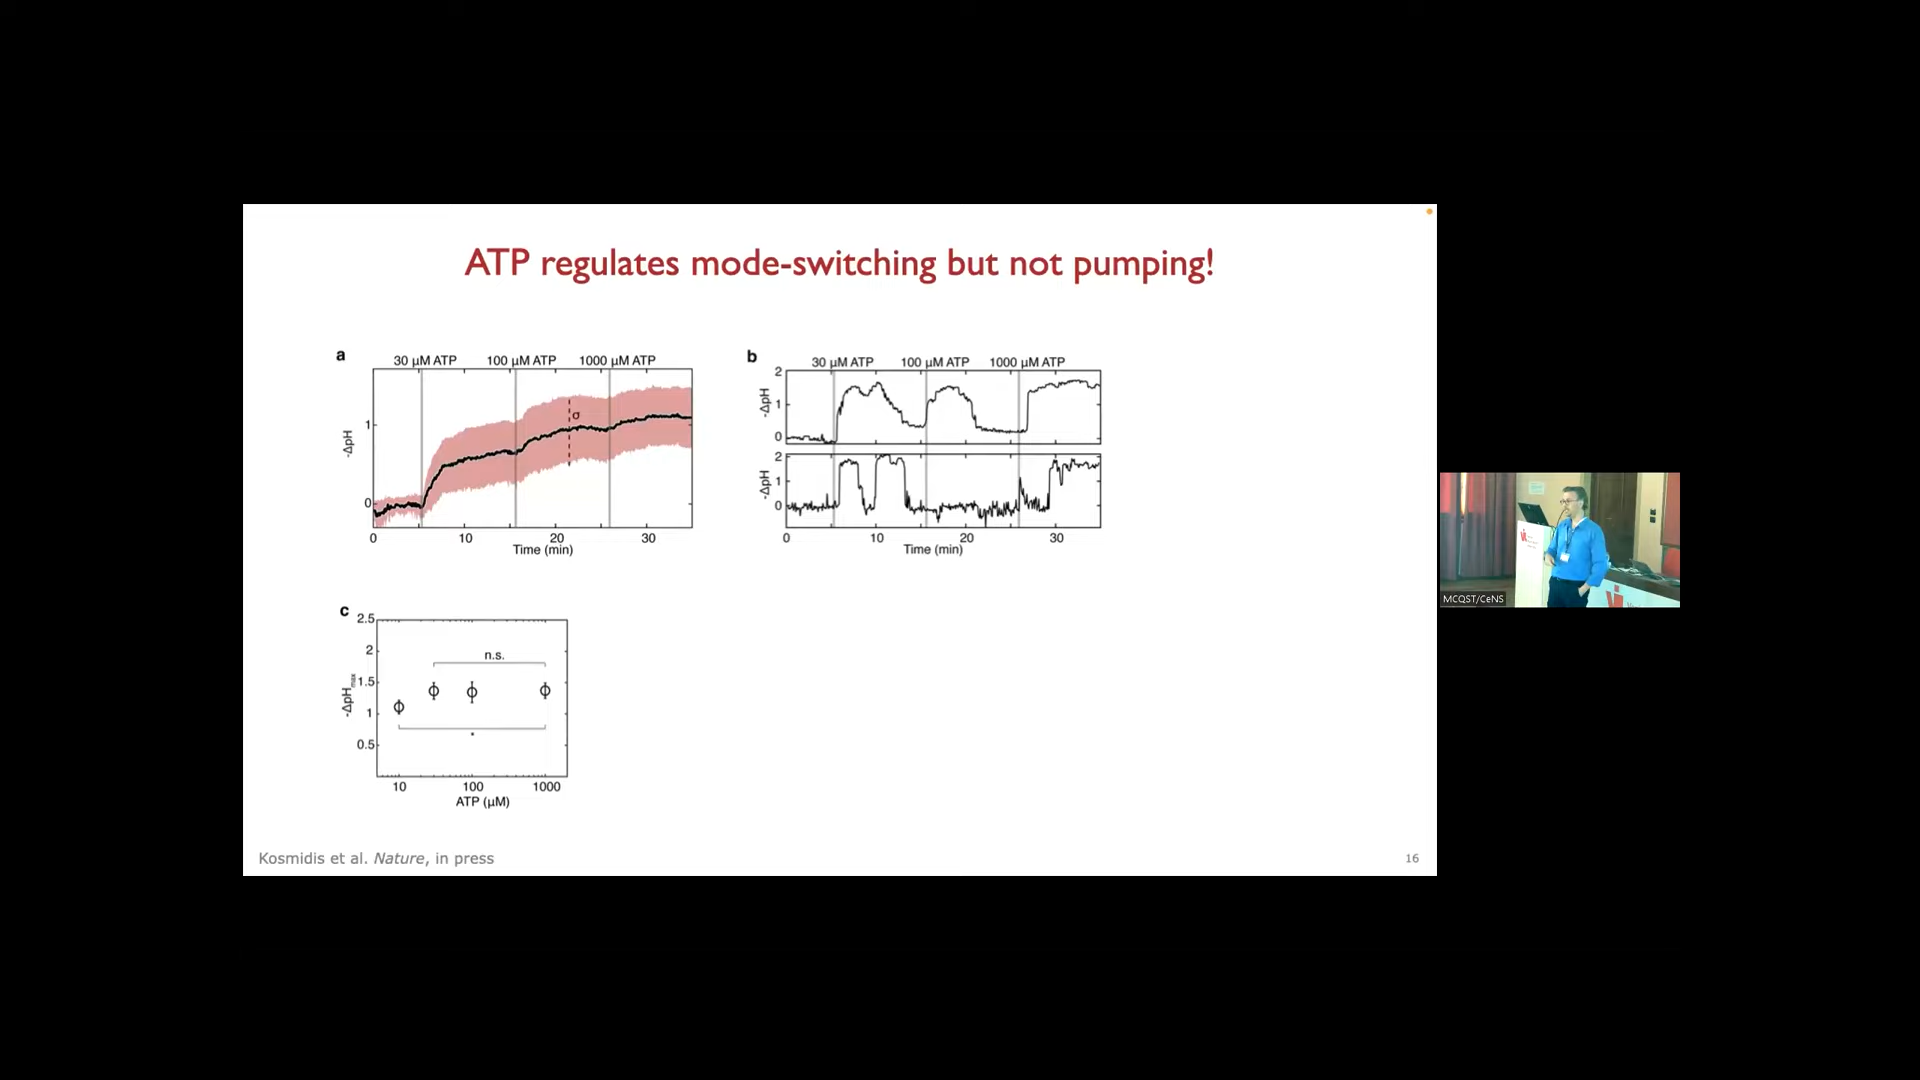 ATP regulates mode-switching but not pumping!
a
30 µM ATP 100 µM ATP 1000 µM ATP
1
0
-ΔpH
σ
0 10 20 30
Time (min)
b
30 µM ATP 100 µM ATP 1000 µM ATP
2
1
0
-ΔpH
2
1
0
-ΔpH
0 10 20 30
Time (min)
c
2.5
2
1.5
1
0.5
-ΔpHmax
n.s.
*
10 100 1000
ATP (µM)
Kosmidis et al. Nature, in press
16
MCQST/CeNS